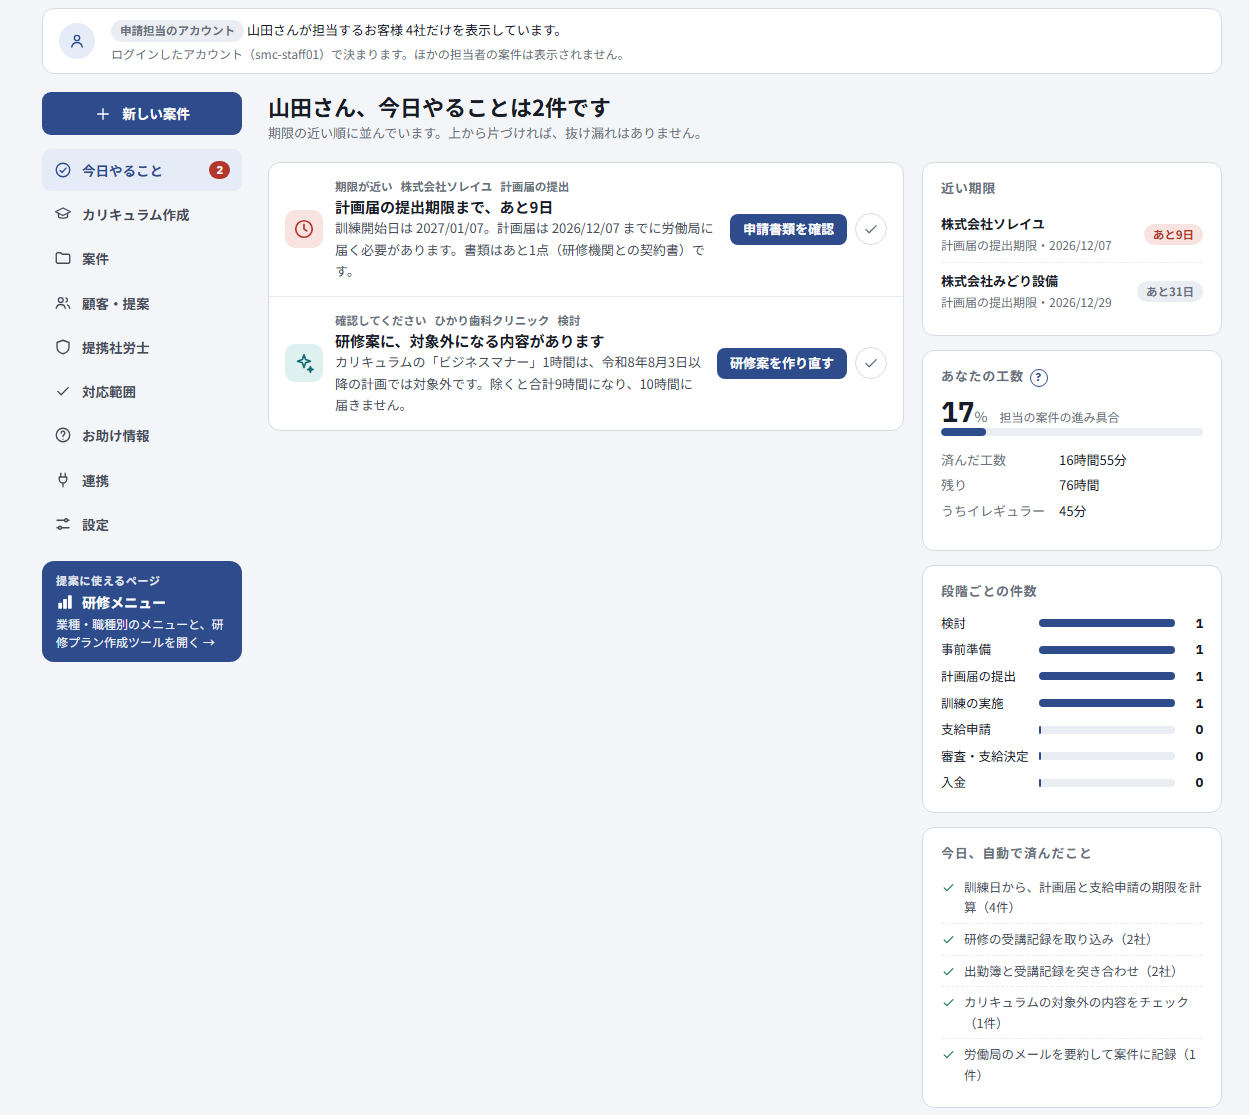 申請担当のアカウント 山田さんが担当するお客様 4社だけを表示しています。
ログインしたアカウント（smc-staff01）で決まります。ほかの担当者の案件は表示されません。
新しい案件
今日やること 2
カリキュラム作成
案件
顧客・提案
提携社労士
対応範囲
お助け情報
連携
設定
提案に使えるページ
研修メニュー
業種・職種別のメニューと、研
修プラン作成ツールを開く →
山田さん、今日やることは2件です
期限の近い順に並んでいます。上から片づければ、抜け漏れはありません。
期限が近い 株式会社ソレイユ 計画届の提出
計画届の提出期限まで、あと9日
訓練開始日は 2027/01/07。計画届は 2026/12/07 までに労働局に
届く必要があります。書類はあと1点（研修機関との契約書）で
す。
申請書類を確認
確認してください ひかり歯科クリニック 検討
研修案に、対象外になる内容があります
カリキュラムの「ビジネスマナー」1時間は、令和8年8月3日以
降の計画では対象外です。除くと合計9時間になり、10時間に
届きません。
研修案を作り直す
近い期限
株式会社ソレイユ
計画届の提出期限・2026/12/07
あと9日
株式会社みどり設備
計画届の提出期限・2026/12/29
あと31日
あなたの工数 ?
17% 担当の案件の進み具合
済んだ工数 16時間55分
残り 76時間
うちイレギュラー 45分
段階ごとの件数
検討 1
事前準備 1
計画届の提出 1
訓練の実施 1
支給申請 0
審査・支給決定 0
入金 0
今日、自動で済んだこと
訓練日から、計画届と支給申請の期限を計
算（4件）
研修の受講記録を取り込み（2社）
出勤簿と受講記録を突き合わせ（2社）
カリキュラムの対象外の内容をチェック
（1件）
労働局のメールを要約して案件に記録（1
件）